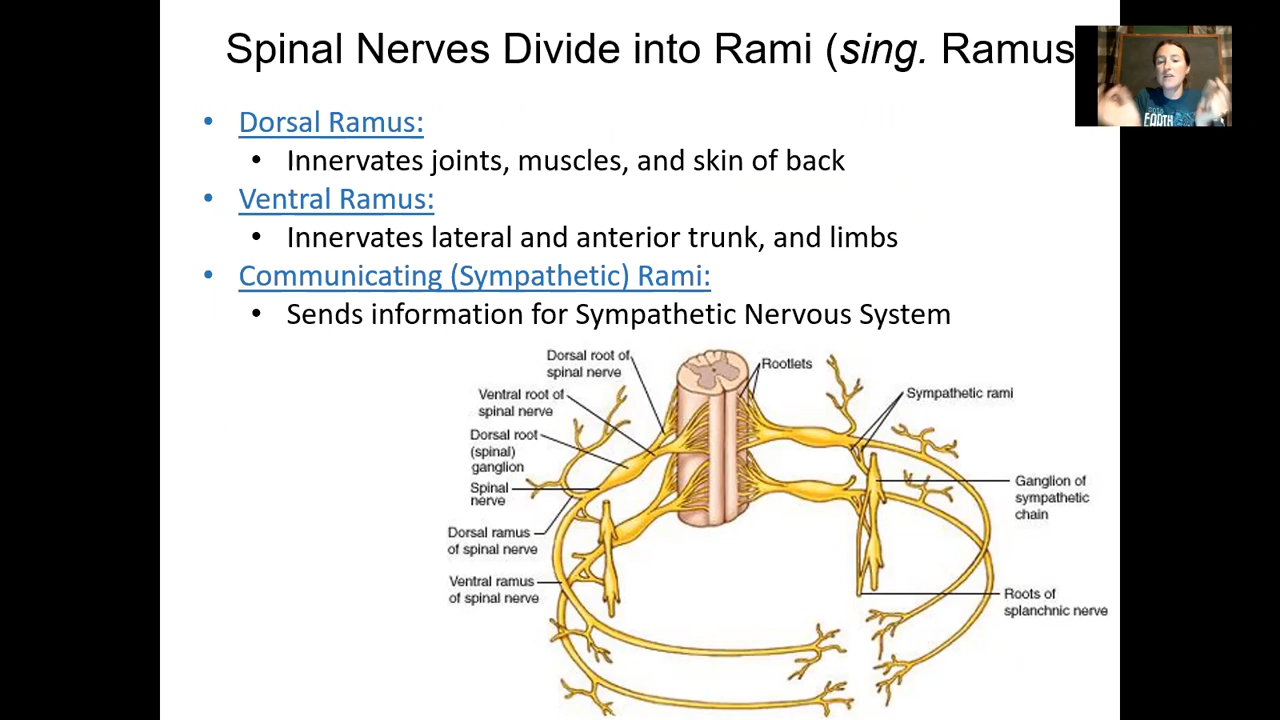 Spinal Nerves Divide into Rami (sing. Ramus
• Dorsal Ramus:
• Innervates joints, muscles, and skin of back
• Ventral Ramus:
• Innervates lateral and anterior trunk, and limbs
• Communicating (Sympathetic) Rami:
• Sends information for Sympathetic Nervous System
Dorsal root of
spinal nerve
Ventral root of
spinal nerve
Dorsal root
(spinal)
ganglion
Spinal
nerve
Dorsal ramus
of spinal nerve
Ventral ramus
of spinal nerve
Rootlets
Sympathetic rami
Ganglion of
sympathetic
chain
Roots of
splanchnic nerve
EARTH